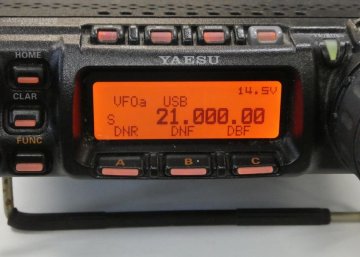 HOME
YAESU
14.5V
CLAR
VFOa USB
S 21.000.00
DNR DNF DBF
FUNC
A B C